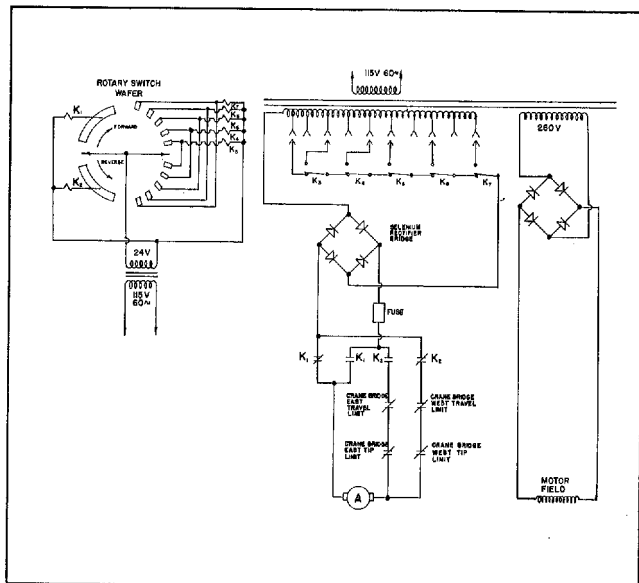 ROTARY SWITCH
WAFER
K1
FORWARD
REVERSE
K2
K7
K6
K5
K4
K3
24V
115V
60~
115V 60~
260V
K3
K4
K5
K6
K7
SELENIUM
RECTIFIER
BRIDGE
FUSE
K1
K1
K2
K2
CRANE BRIDGE
EAST
TRAVEL
LIMIT
CRANE BRIDGE
WEST TRAVEL
LIMIT
CRANE BRIDGE
EAST TIP
LIMIT
CRANE BRIDGE
WEST TIP
LIMIT
A
MOTOR
FIELD